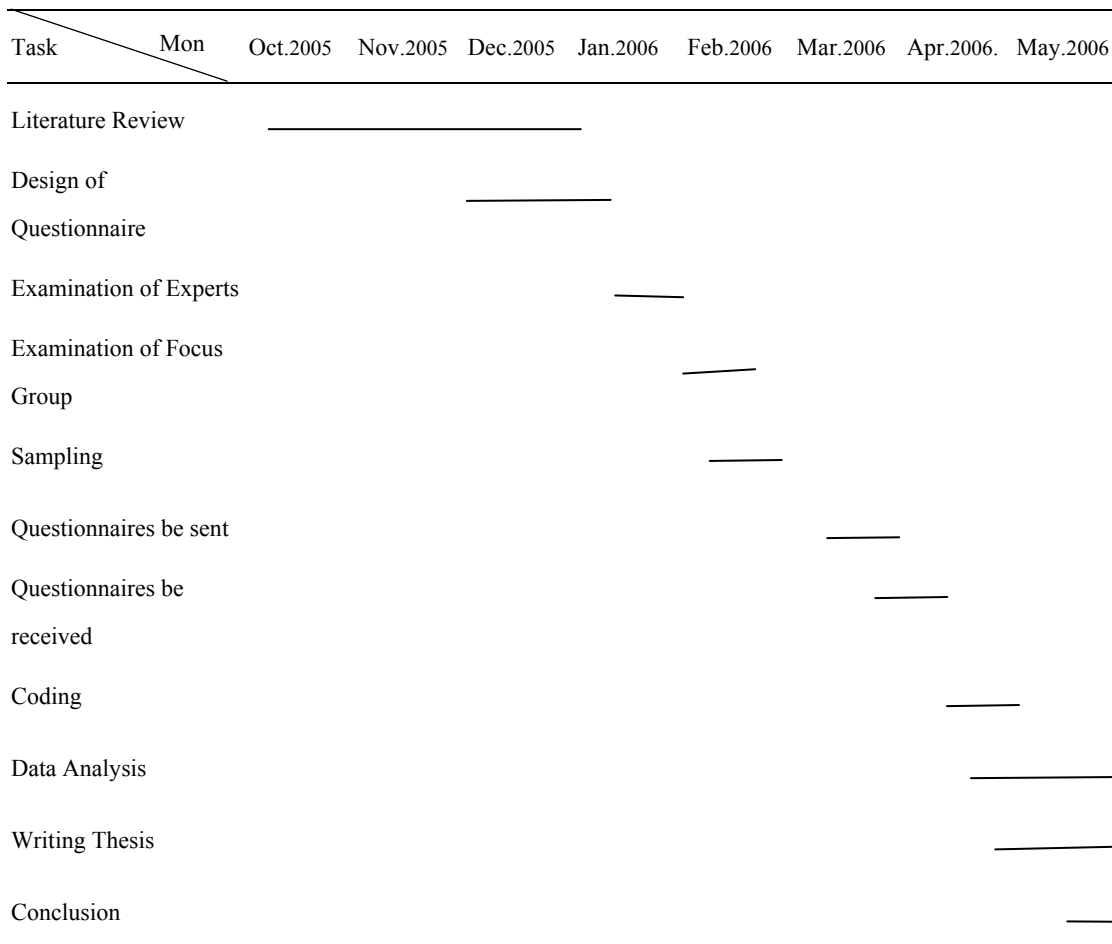 Task Mon Oct.2005 Nov.2005 Dec.2005 Jan.2006 Feb.2006 Mar.2006 Apr.2006. May.2006
Literature Review
Design of
Questionnaire
Examination of Experts
Examination of Focus
Group
Sampling
Questionnaires be sent
Questionnaires be
received
Coding
Data Analysis
Writing Thesis
Conclusion